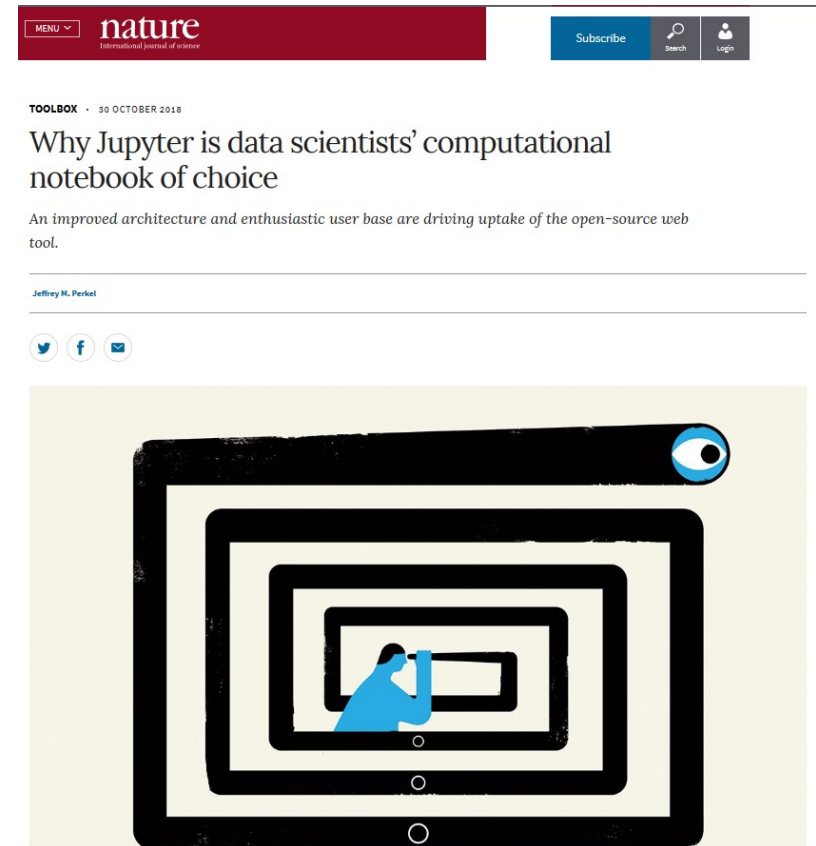 MENU
nature
International journal of science
Subscribe
Search
Login
TOOLBOX · 30 OCTOBER 2018
Why Jupyter is data scientists’ computational
notebook of choice
An improved architecture and enthusiastic user base are driving uptake of the open-source web
tool.
Jeffrey M. Perkel